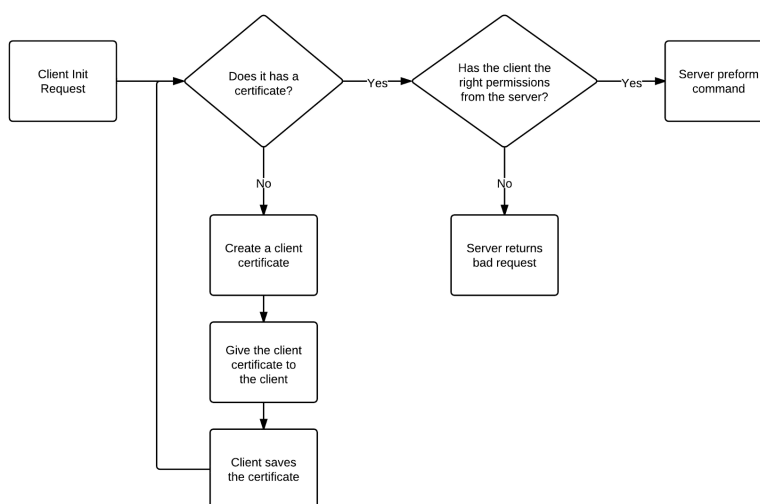 Client Init
Request
Does it has a
certificate?
Yes
Has the client the
right permissions
from the server?
Yes
Server preform
command
No
No
Create a client
certificate
Server returns
bad request
Give the client
certificate to
the client
Client saves
the certificate